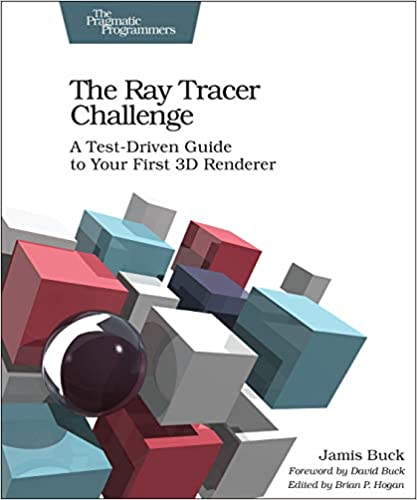 The
Pragmatic
Programmers
The Ray Tracer
Challenge
A Test-Driven Guide
to Your First 3D Renderer
Jamis Buck
Foreword by David Buck
Edited by Brian P. Hogan